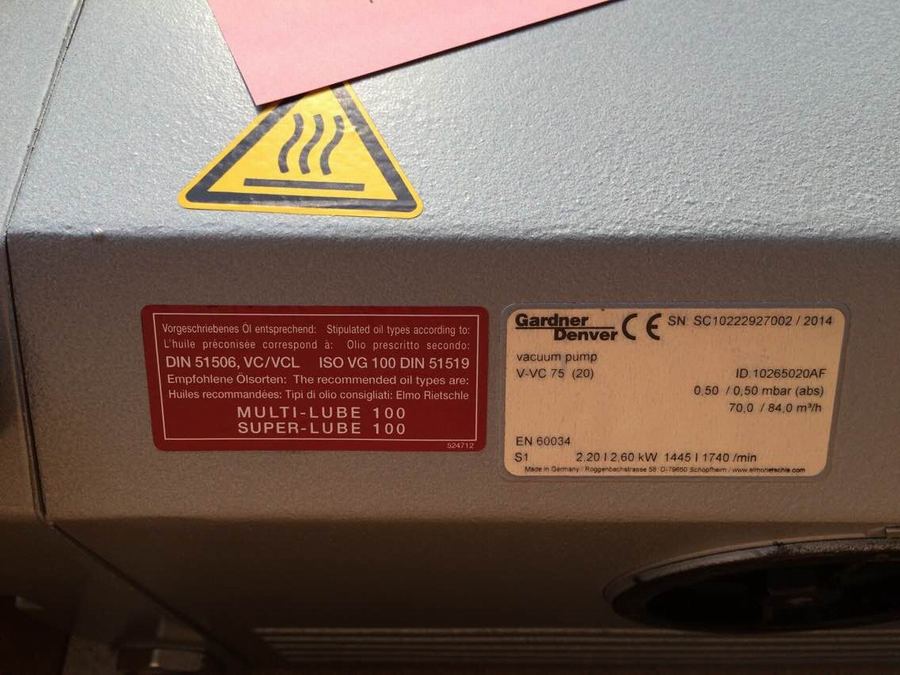 Vorgeschriebenes Öl entsprechend: Stipulated oil types according to:
L'huile préconisée correspond à: Olio prescritto secondo:
DIN 51506, VC/VCL ISO VG 100 DIN 51519
Empfohlene Ölsorten: The recommended oil types are:
Huiles recommandées: Tipi di olio consigliati: Elmo Rietschle
MULTI-LUBE 100
SUPER-LUBE 100
524712
Gardner
Denver CE SN SC10222927002 / 2014
vacuum pump
V-VC 75 (20) ID 10265020AF
0,50 / 0,50 mbar (abs)
70,0 / 84,0 m³/h
EN 60034
S1 2,20 I 2,60 kW 1445 I 1740 /min
Made in Germany / Roggenbachstrasse 58 D-79650 Schopfheim / www.elmorietschle.com